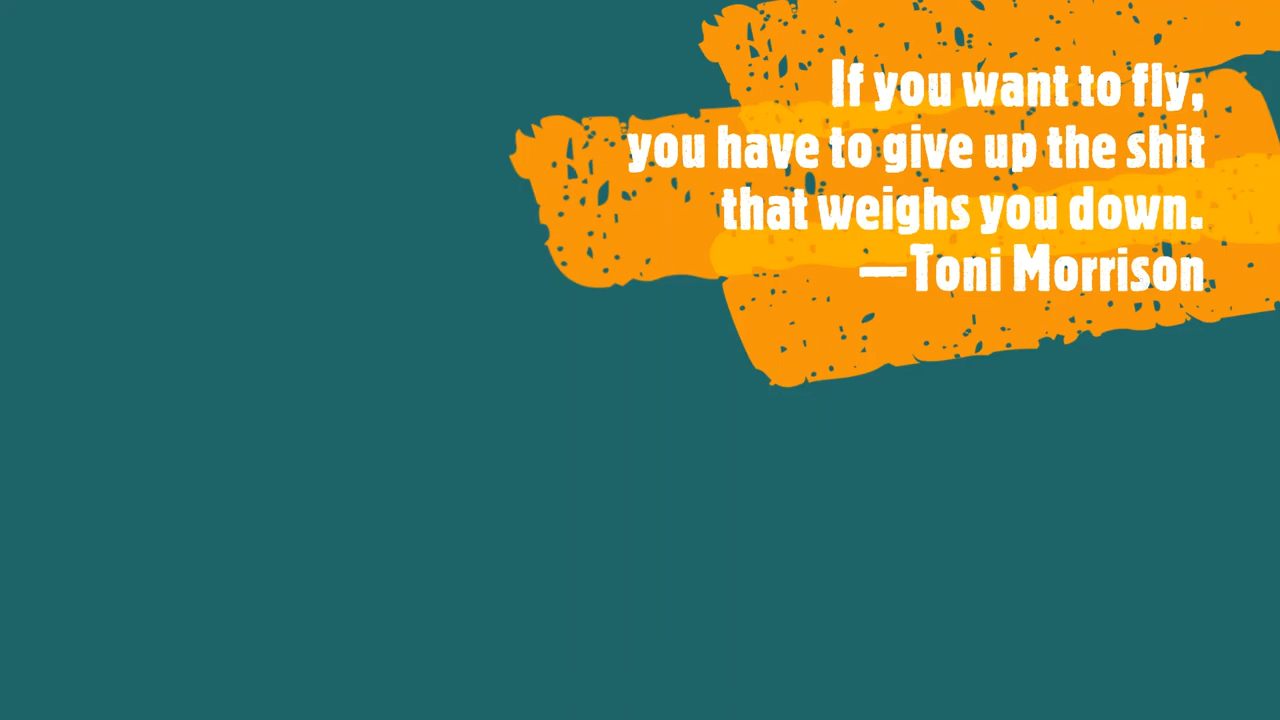 If you want to fly,
you have to give up the shit
that weighs you down.
—Toni Morrison